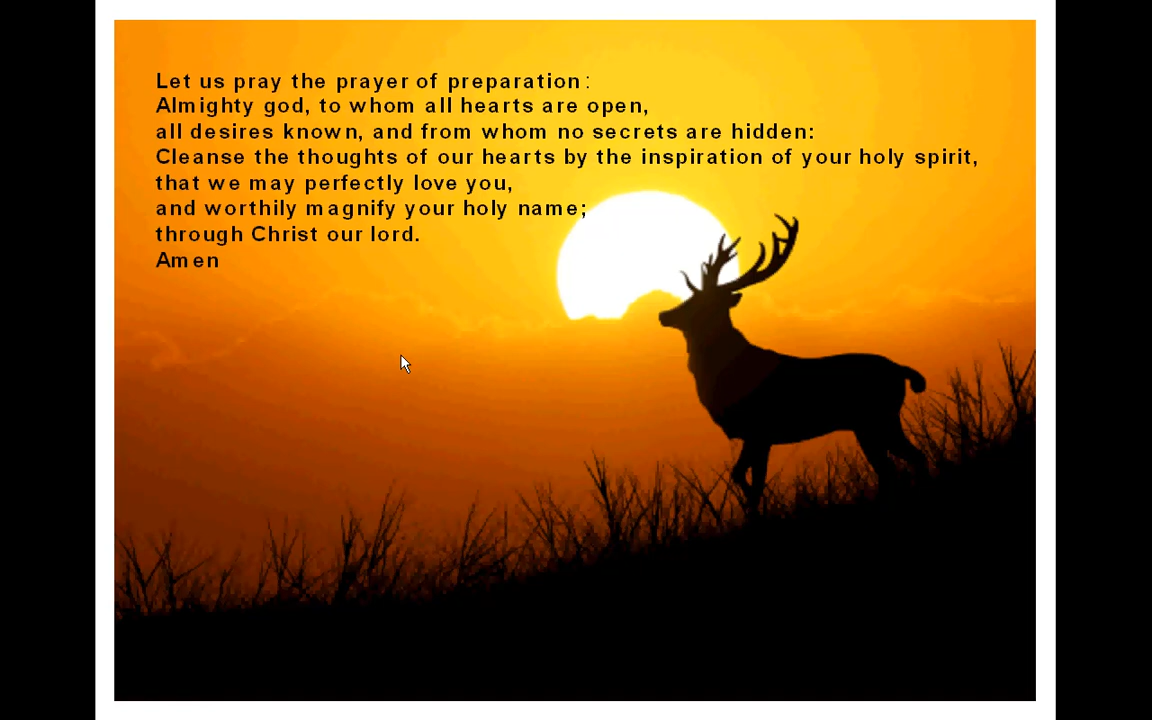 Let us pray the prayer of preparation:
Almighty god, to whom all hearts are open,
all desires known, and from whom no secrets are hidden:
Cleanse the thoughts of our hearts by the inspiration of your holy spirit,
that we may perfectly love you,
and worthily magnify your holy name;
through Christ our lord.
Amen